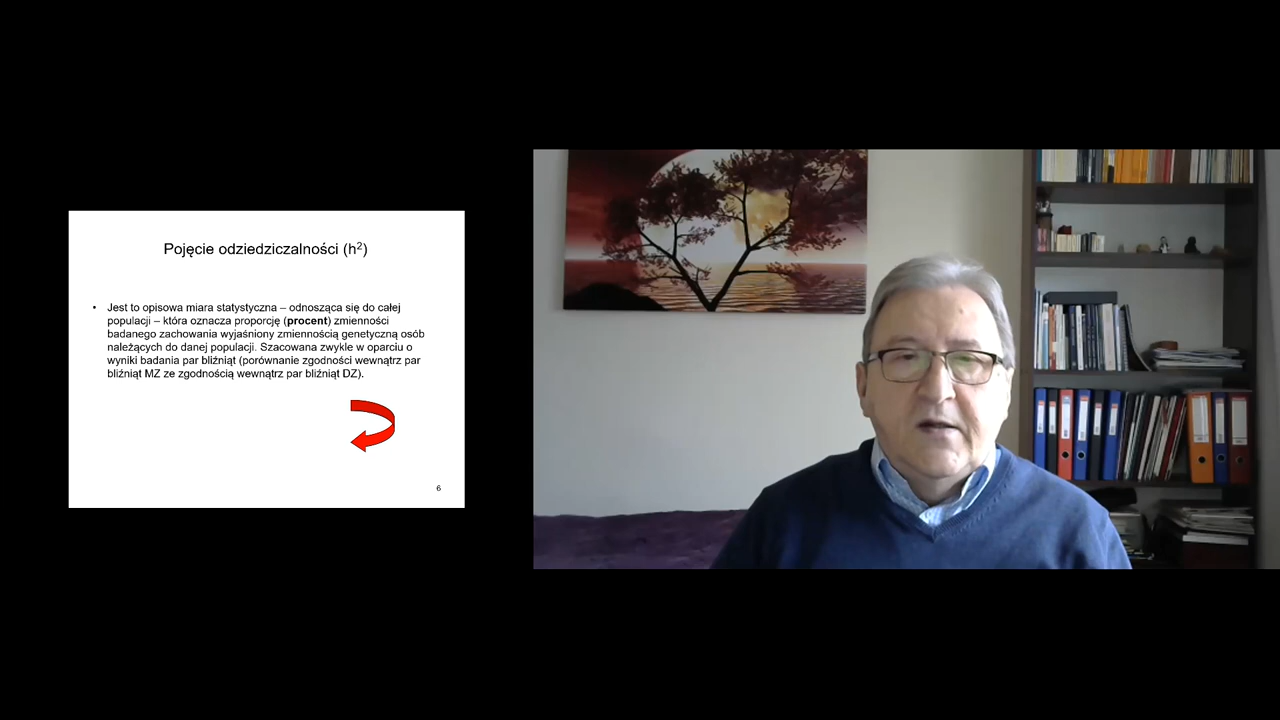 Pojęcie odziedziczalności (h²)
• Jest to opisowa miara statystyczna – odnosząca się do całej
populacji – która oznacza proporcję (procent) zmienności
badanego zachowania wyjaśniony zmiennością genetyczną osób
należących do danej populacji. Szacowana zwykle w oparciu o
wyniki badania par bliźniąt (porównanie zgodności wewnątrz par
bliźniąt MZ ze zgodnością wewnątrz par bliźniąt DZ).
6